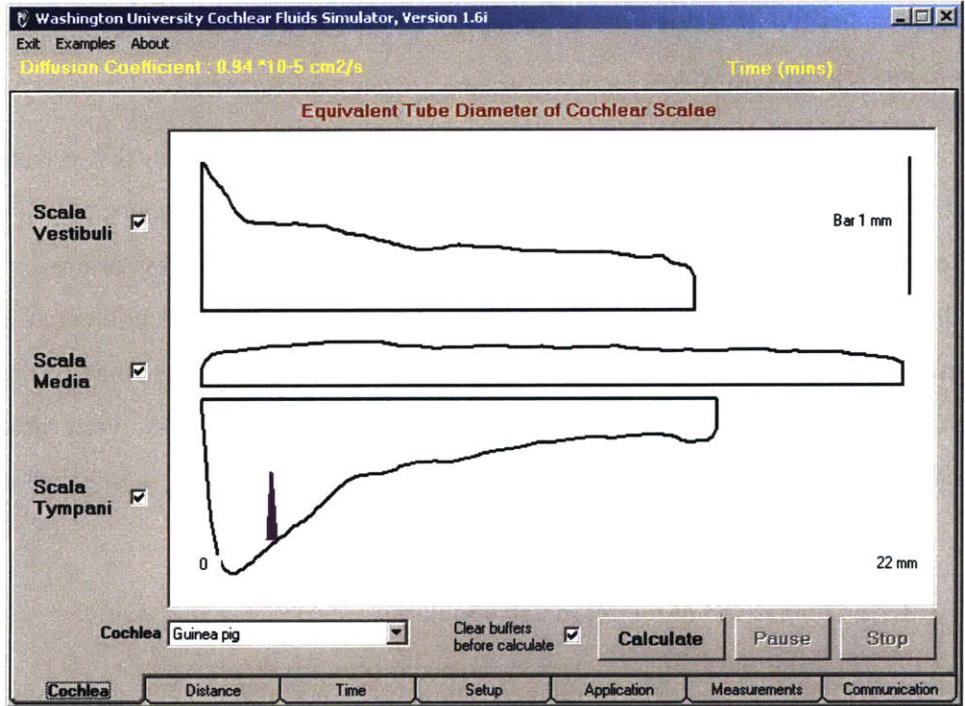 Washington University Cochlear Fluids Simulator, Version 1.6i
Exit Examples About
Diffusion Coefficient : 0.94 *10-5 cm2/s Time (mins)
Equivalent Tube Diameter of Cochlear Scalae
Scala
Vestibuli
Bar 1 mm
Scala
Media
Scala
Tympani
0 22 mm
Cochlea Guinea pig
Clear buffers
before calculate
Calculate Pause Stop
Cochlea Distance Time Setup Application Measurements Communication